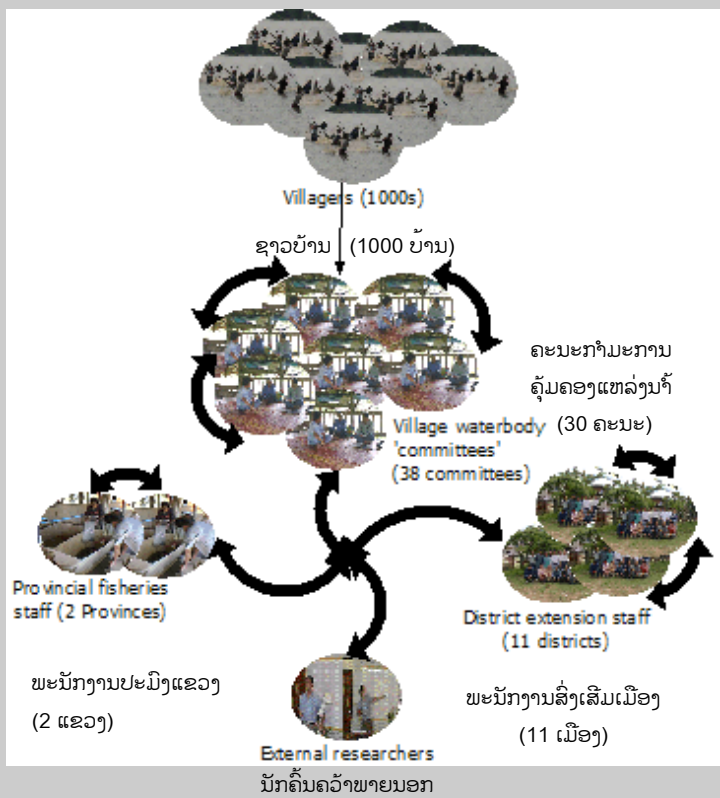 Villagers (1000s)
ຊາວບ້ານ (1000 ບ້ານ)
ຄະນະກຳມະການ
ຄຸ້ມຄອງແຫລ່ງນ້ຳ
(30 ຄະນະ)
Village waterbody
'committees'
(38 committees)
Provincial fisheries
staff (2 Provinces)
District extension staff
(11 districts)
ພະນັກງານປະມົງແຂວງ
(2 ແຂວງ)
ພະນັກງານສົ່ງເສີມເມືອງ
(11 ເມືອງ)
External researchers
ນັກຄົ້ນຄວ້າພາຍນອກ